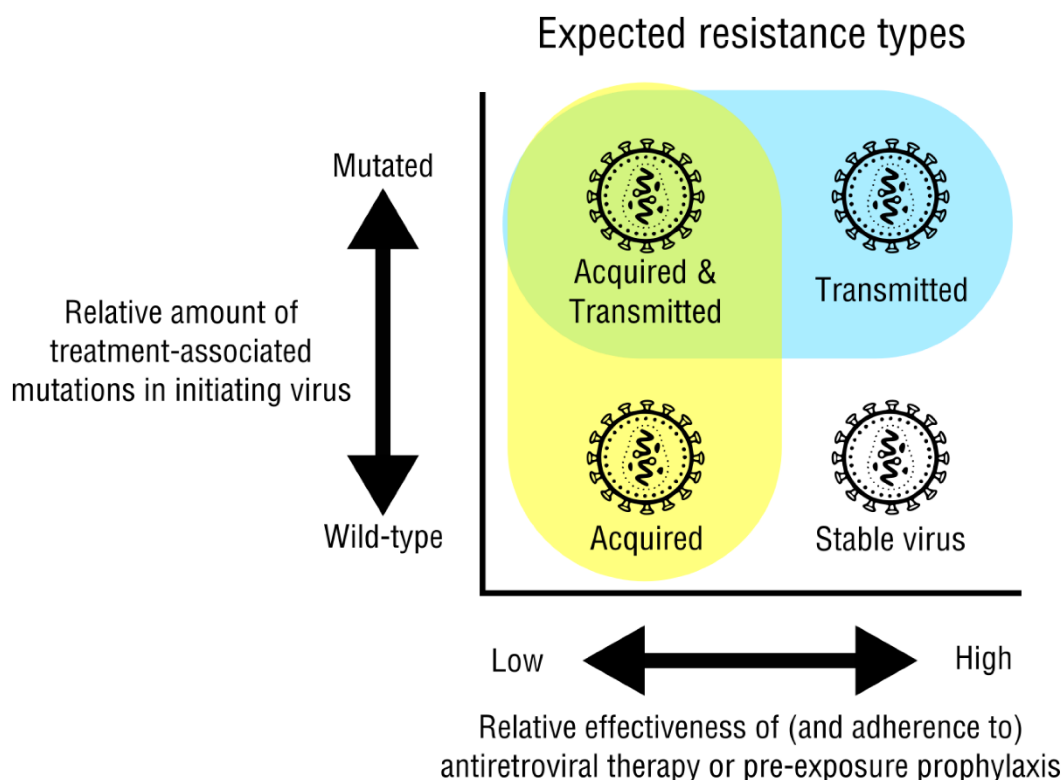 Expected resistance types
Mutated
Relative amount of
treatment-associated
mutations in initiating virus
Wild-type
Acquired &
Transmitted
Transmitted
Acquired
Stable virus
Low
High
Relative effectiveness of (and adherence to)
antiretroviral therapy or pre-exposure prophylaxis